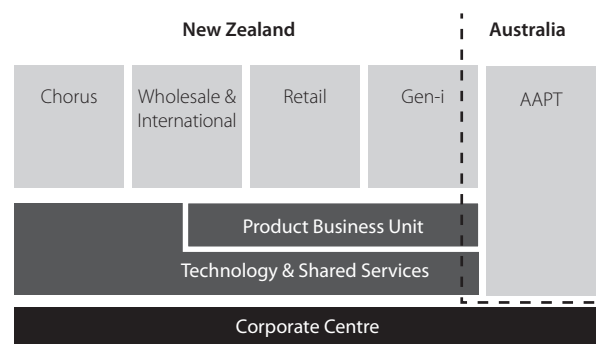 New Zealand
Australia
Chorus
Wholesale &
International
Retail
Gen-i
AAPT
Product Business Unit
Technology & Shared Services
Corporate Centre